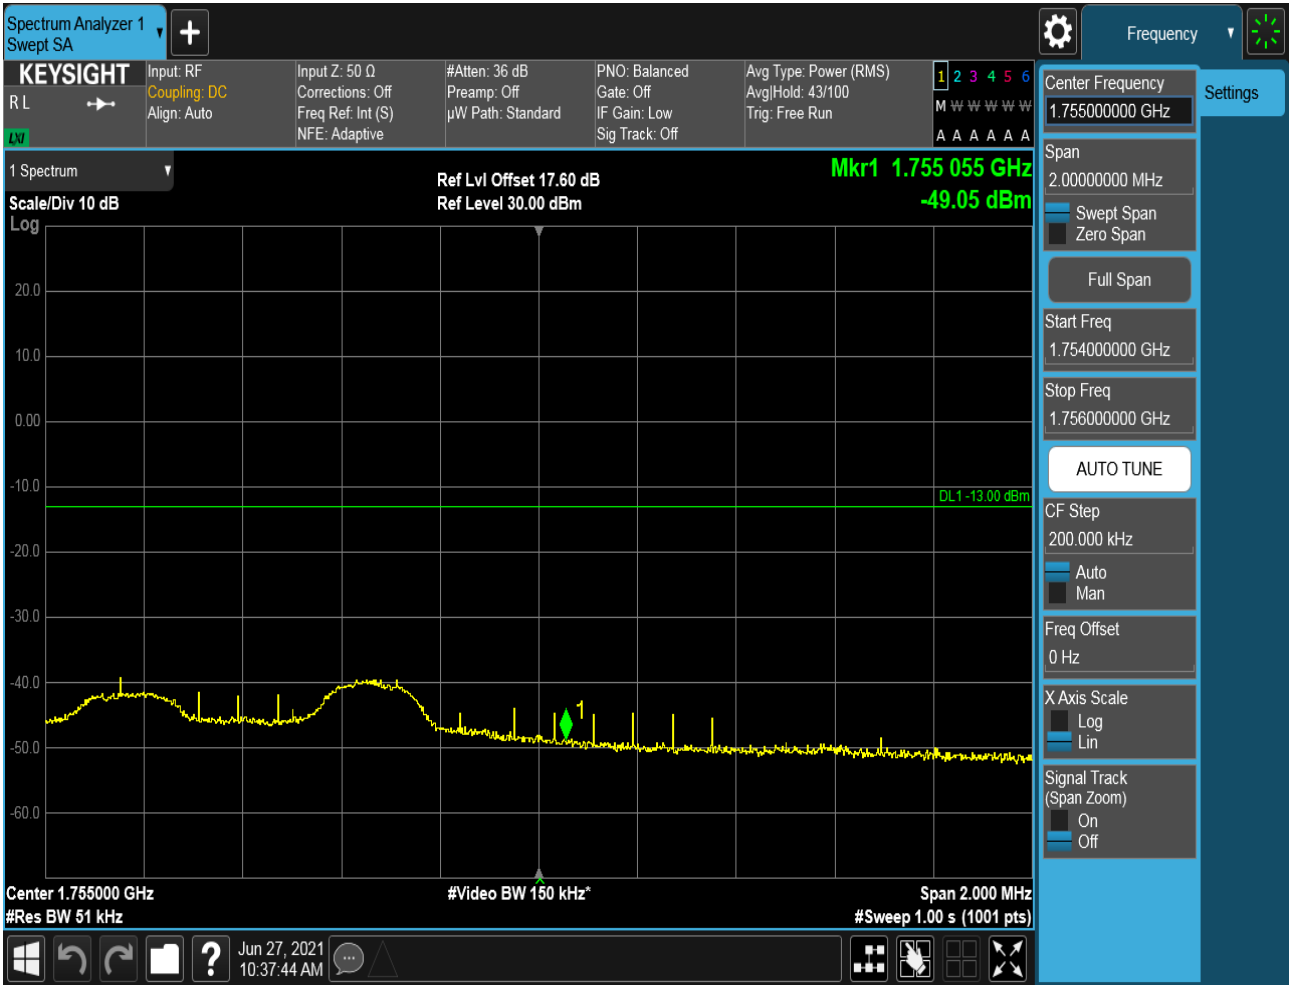 Spectrum Analyzer 1
Swept SA
Frequency
KEYSIGHT
R L
LXI
Input: RF
Coupling: DC
Align: Auto
Input Z: 50 Ω
Corrections: Off
Freq Ref: Int (S)
NFE: Adaptive
#Atten: 36 dB
Preamp: Off
µW Path: Standard
PNO: Balanced
Gate: Off
IF Gain: Low
Sig Track: Off
Avg Type: Power (RMS)
Avg|Hold: 43/100
Trig: Free Run
1 2 3 4 5 6
M W W W W W
A A A A A A
1 Spectrum
Scale/Div 10 dB
Log
Ref Lvl Offset 17.60 dB
Ref Level 30.00 dBm
Mkr1 1.755 055 GHz
-49.05 dBm
20.0
10.0
0.00
-10.0
-20.0
-30.0
-40.0
-50.0
-60.0
DL1 -13.00 dBm
1
Center 1.755000 GHz
#Res BW 51 kHz
#Video BW 150 kHz*
Span 2.000 MHz
#Sweep 1.00 s (1001 pts)
Center Frequency
1.755000000 GHz
Span
2.00000000 MHz
Swept Span
Zero Span
Full Span
Start Freq
1.754000000 GHz
Stop Freq
1.756000000 GHz
AUTO TUNE
CF Step
200.000 kHz
Auto
Man
Freq Offset
0 Hz
X Axis Scale
Log
Lin
Signal Track
(Span Zoom)
On
Off
Settings
?
Jun 27, 2021
10:37:44 AM